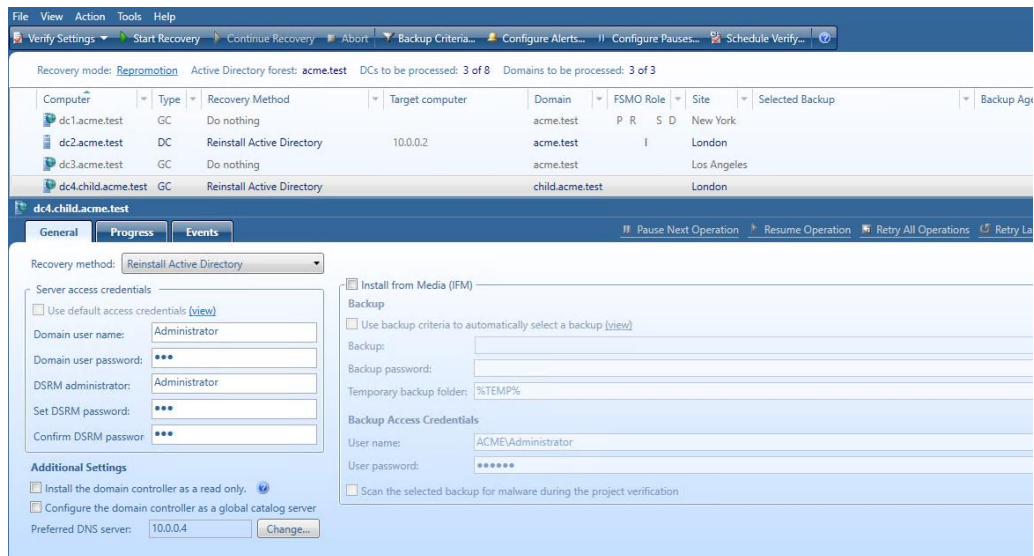 File View Action Tools Help
Verify Settings Start Recovery Continue Recovery Abort Backup Criteria... Configure Alerts... Configure Pauses... Schedule Verify...
Recovery mode: Repromotion Active Directory forest: acme.test DCs to be processed: 3 of 8 Domains to be processed: 3 of 3
Computer Type Recovery Method Target computer Domain FSMO Role Site Selected Backup Backup Age
dc1.acme.test GC Do nothing acme.test P R S D New York
dc2.acme.test DC Reinstall Active Directory 10.0.0.2 acme.test I London
dc3.acme.test GC Do nothing acme.test Los Angeles
dc4.child.acme.test GC Reinstall Active Directory child.acme.test London
dc4.child.acme.test
General Progress Events Pause Next Operation Resume Operation Retry All Operations Retry La
Recovery method: Reinstall Active Directory
Server access credentials
Use default access credentials (view)
Domain user name: Administrator
Domain user password: •••
DSRM administrator: Administrator
Set DSRM password: •••
Confirm DSRM passwor •••
Additional Settings
Install the domain controller as a read only.
Configure the domain controller as a global catalog server
Preferred DNS server: 10.0.0.4 Change...
Install from Media (IFM)
Backup
Use backup criteria to automatically select a backup (view)
Backup:
Backup password:
Temporary backup folder: %TEMP%
Backup Access Credentials
User name: ACME\Administrator
User password: ••••••
Scan the selected backup for malware during the project verification